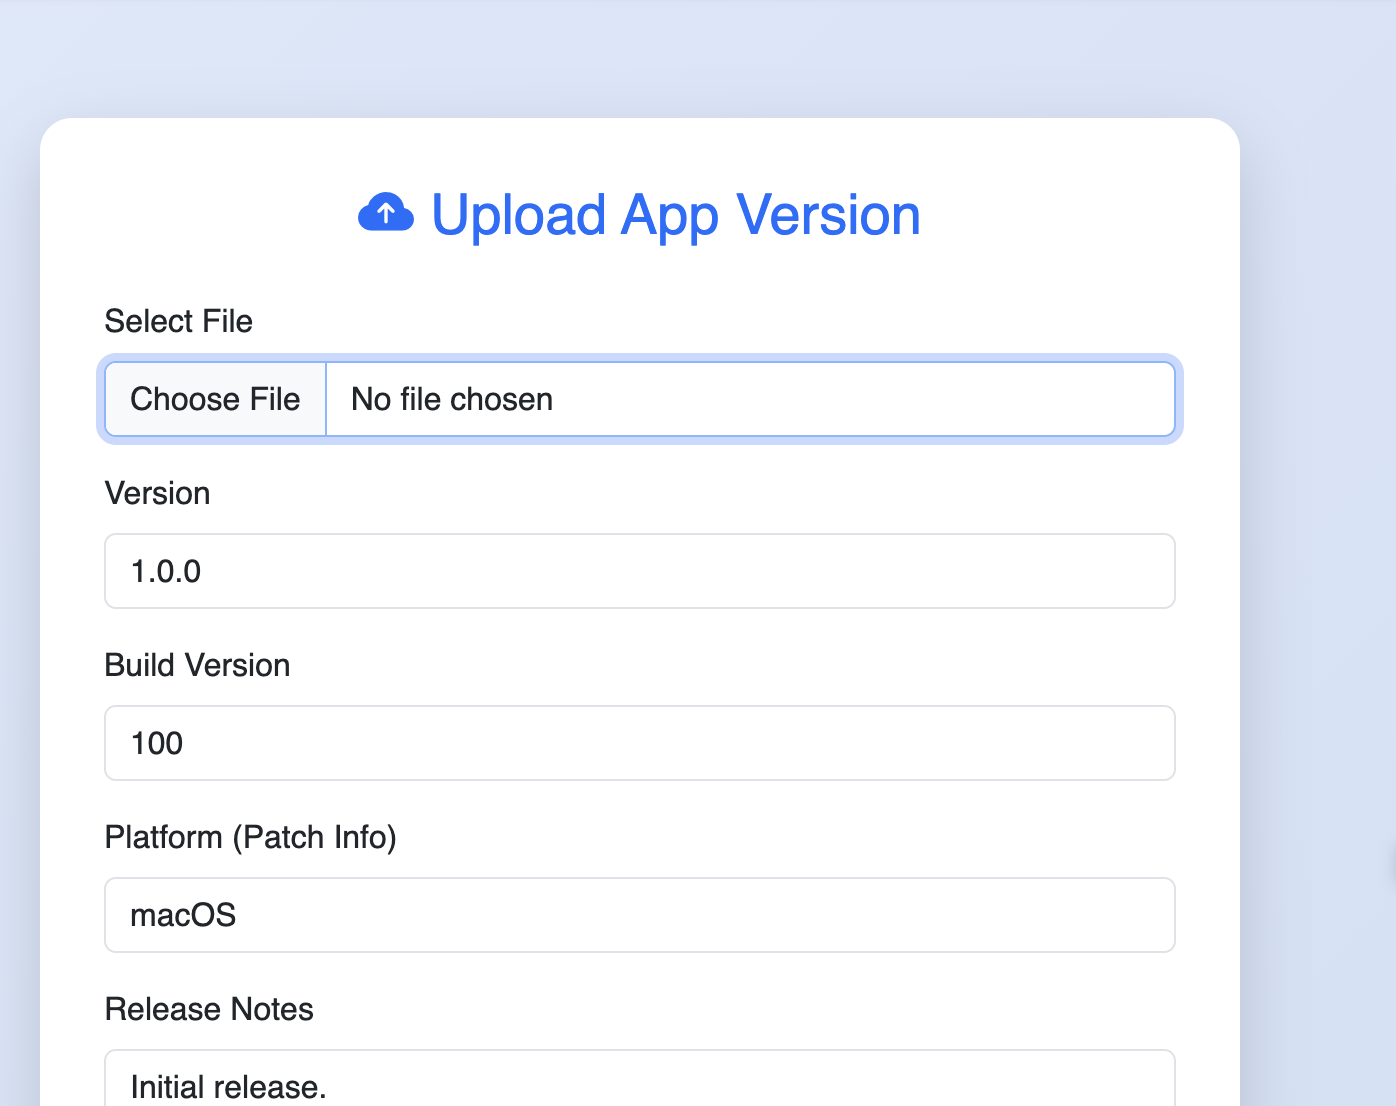 Upload App Version
Select File
Choose File No file chosen
Version
1.0.0
Build Version
100
Platform (Patch Info)
macOS
Release Notes
Initial release.